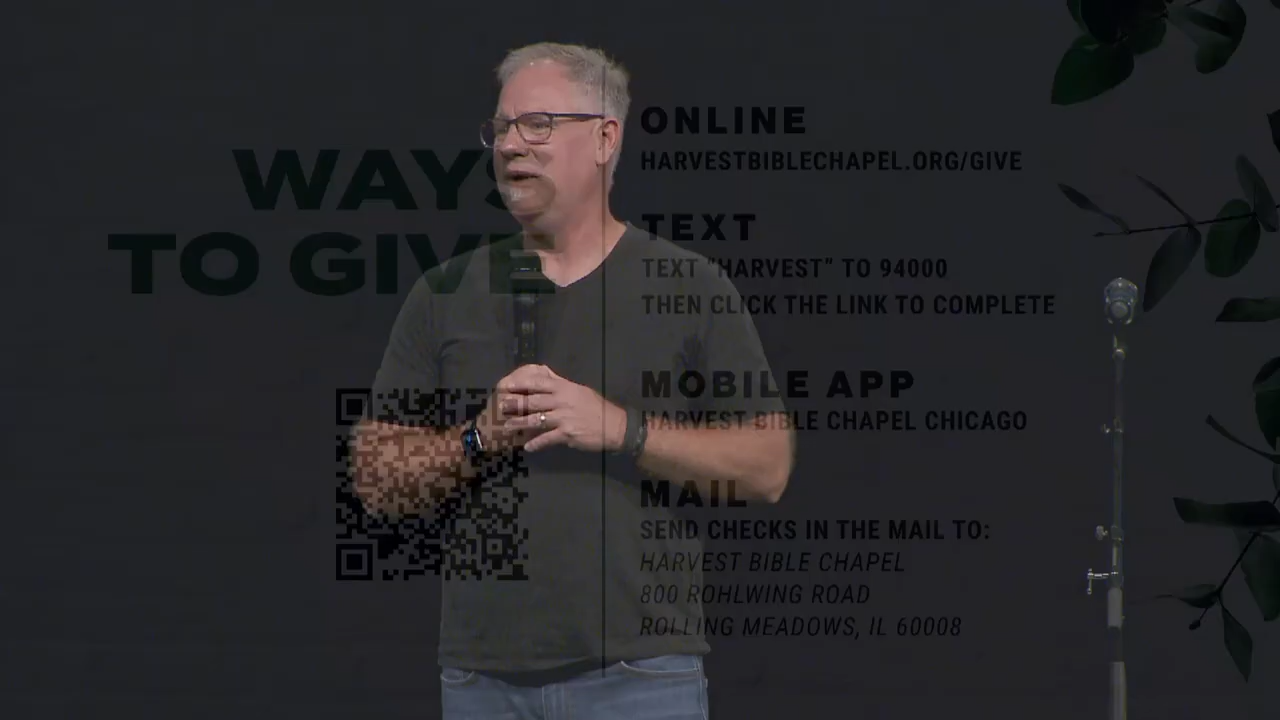 WAYS
TO GIVE
ONLINE
HARVESTBIBLECHAPEL.ORG/GIVE
TEXT
TEXT "HARVEST" TO 94000
THEN CLICK THE LINK TO COMPLETE
MOBILE APP
HARVEST BIBLE CHAPEL CHICAGO
MAIL
SEND CHECKS IN THE MAIL TO:
HARVEST BIBLE CHAPEL
800 ROHLWING ROAD
ROLLING MEADOWS, IL 60008